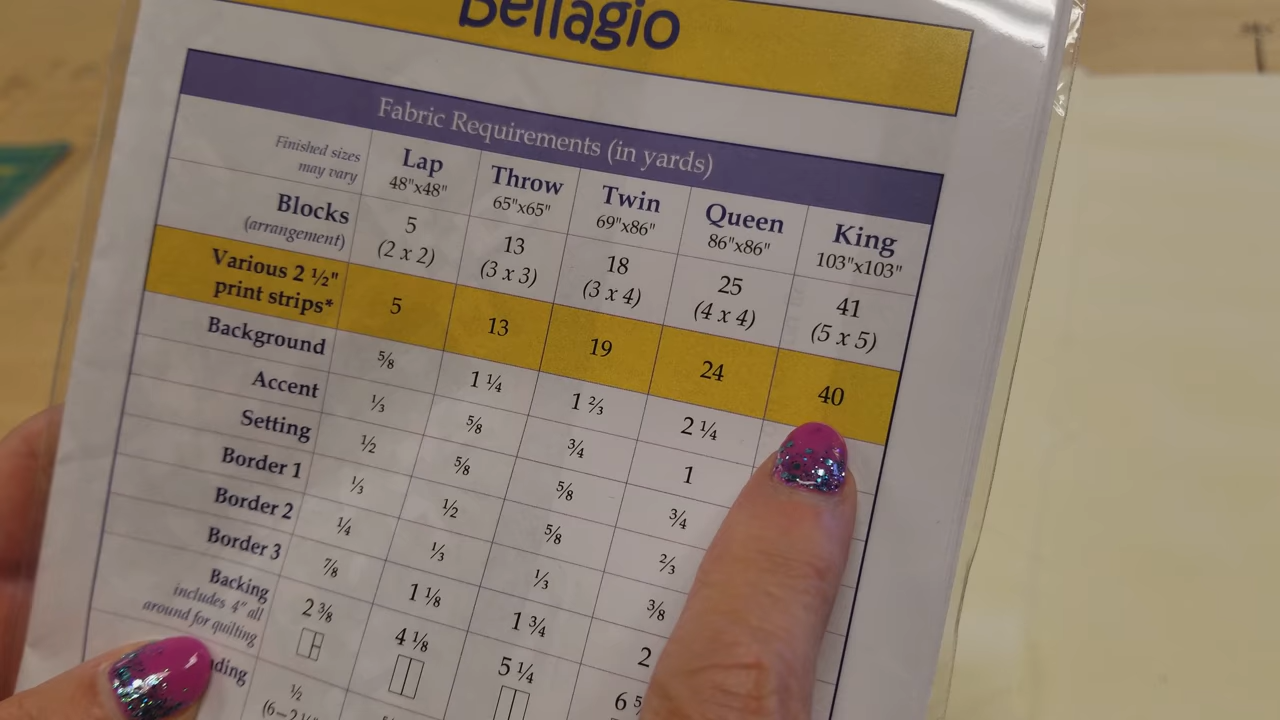 Bellagio
Fabric Requirements (in yards)
Finished sizes may vary Lap 48"x48" Throw 65"x65" Twin 69"x86" Queen 86"x86" King 103"x103"
Blocks (arrangement) 5 (2 x 2) 13 (3 x 3) 18 (3 x 4) 25 (4 x 4) 41 (5 x 5)
Various 2 ½" print strips* 5 13 19 24 40
Background ⅝ 1 ¼ 1 ⅔ 2 ¼
Accent ⅓ ⅝ ¾ 1
Setting ½ ⅝ ⅝ ¾
Border 1 ⅓ ½ ⅝ ⅔
Border 2 ¼ ⅓ ⅓ ⅜
Border 3 ⅞ 1 ⅛ 1 ¾ 2
Backing includes 4" all around for quilting 2 ⅜ 4 ⅛ 5 ¼ 6
ding ½